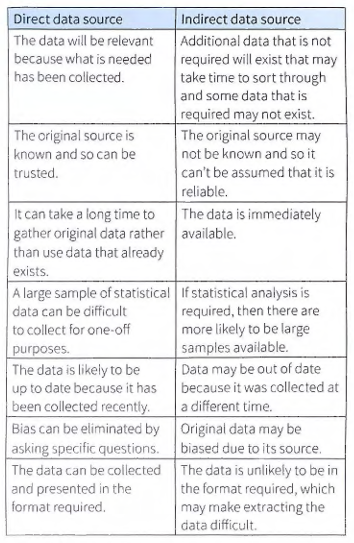 Direct data source
Indirect data source
The data will be relevant
because what is needed
has been collected.
Additional data that is not
required will exist that may
take time to sort through
and some data that is
required may not exist.
The original source is
known and so can be
trusted.
The original source may
not be known and so it
can't be assumed that it is
reliable.
It can take a long time to
gather original data rather
than use data that already
exists.
The data is immediately
available.
A large sample of statistical
data can be difficult
to collect for one-off
purposes.
If statistical analysis is
required, then there are
more likely to be large
samples available.
The data is likely to be
up to date because it has
been collected recently.
Data may be out of date
because it was collected at
a different time.
Bias can be eliminated by
asking specific questions.
Original data may be
biased due to its source.
The data can be collected
and presented in the
format required.
The data is unlikely to be in
the format required, which
may make extracting the
data difficult.